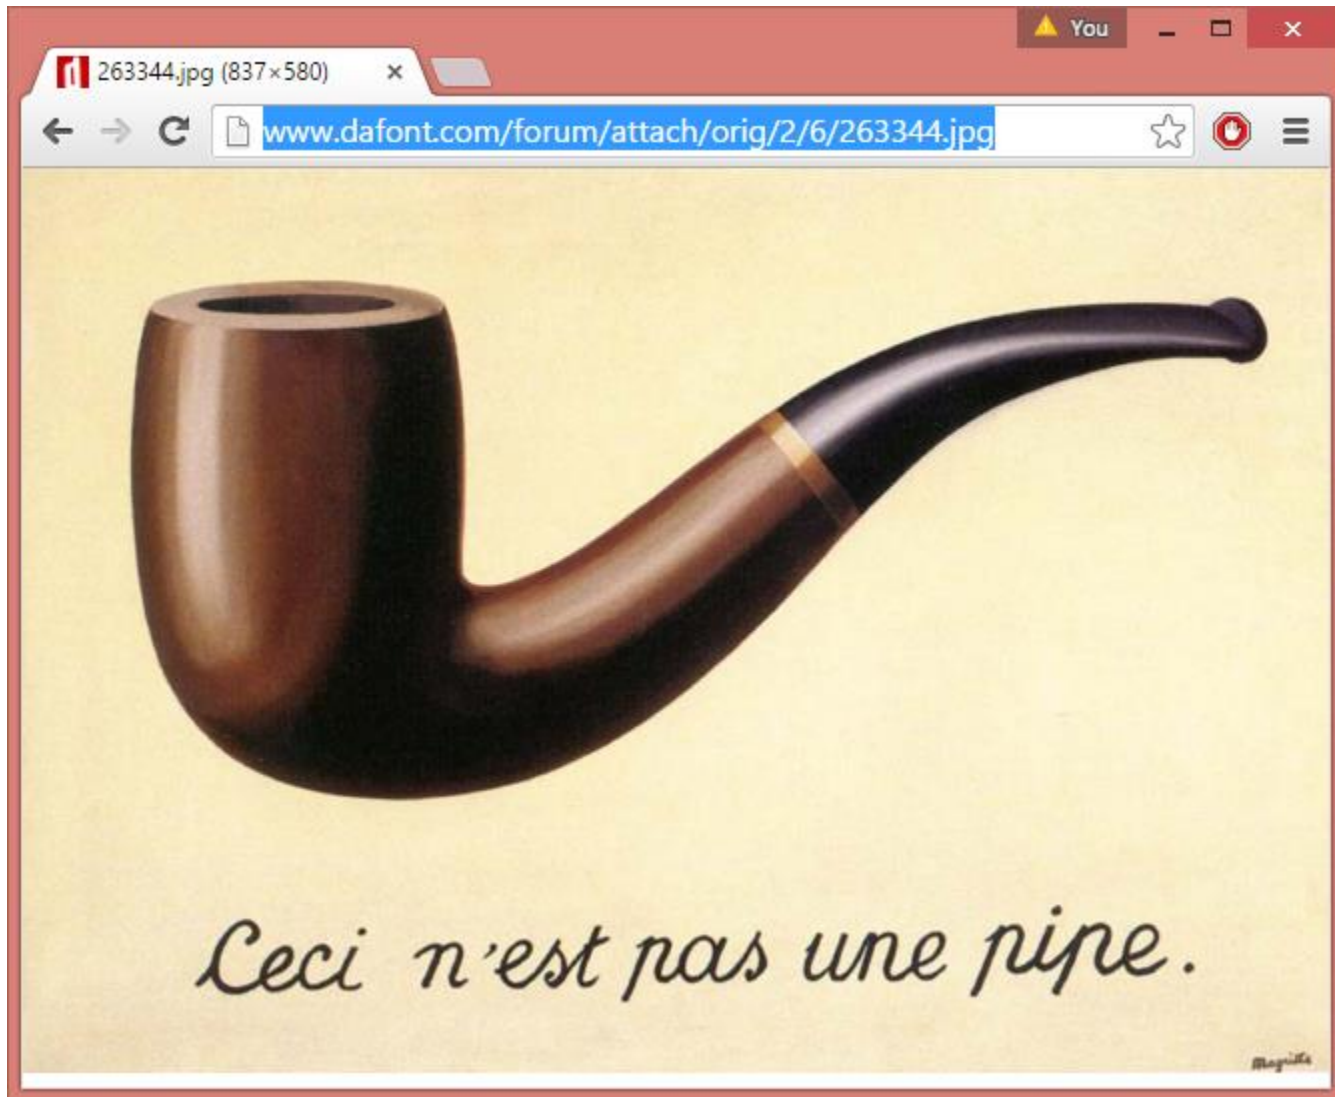 You
263344.jpg (837×580)
www.dafont.com/forum/attach/orig/2/6/263344.jpg
Ceci n'est pas une pipe.
Magritte